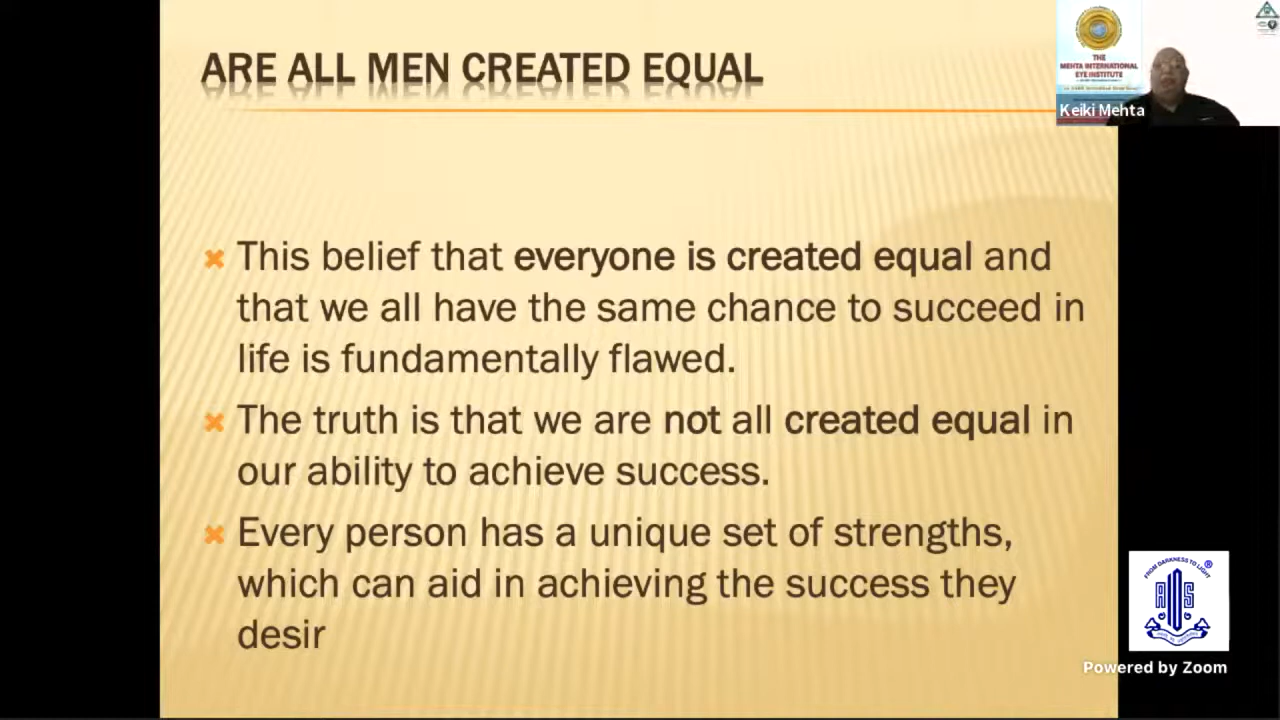 ARE ALL MEN CREATED EQUAL
THE
MEHTA INTERNATIONAL
EYE INSTITUTE
Keiki Mehta
This belief that everyone is created equal and
that we all have the same chance to succeed in
life is fundamentally flawed.
The truth is that we are not all created equal in
our ability to achieve success.
Every person has a unique set of strengths,
which can aid in achieving the success they
desir
FROM DARKNESS TO LIGHT
AIOS
Powered by Zoom